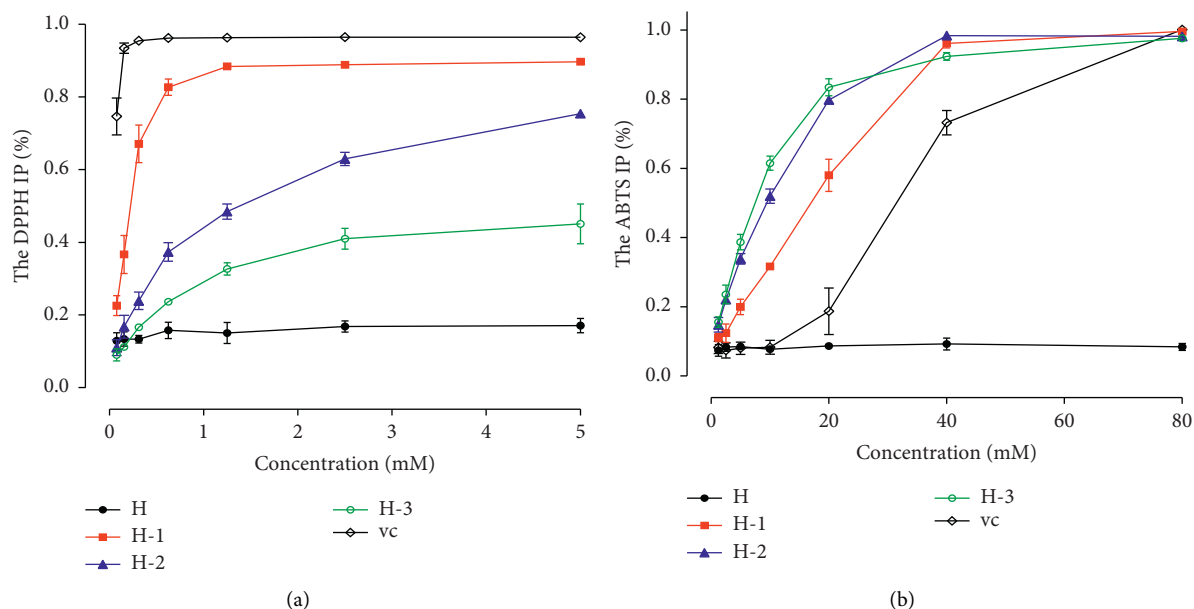 1.0
0.8
0.6
0.4
0.2
0.0
The DPPH IP (%)
0 1 2 3 4 5
Concentration (mM)
H
H-1
H-2
H-3
vc
(a)
1.0
0.8
0.6
0.4
0.2
0.0
The ABTS IP (%)
0 20 40 60 80
Concentration (mM)
H
H-1
H-2
H-3
vc
(b)